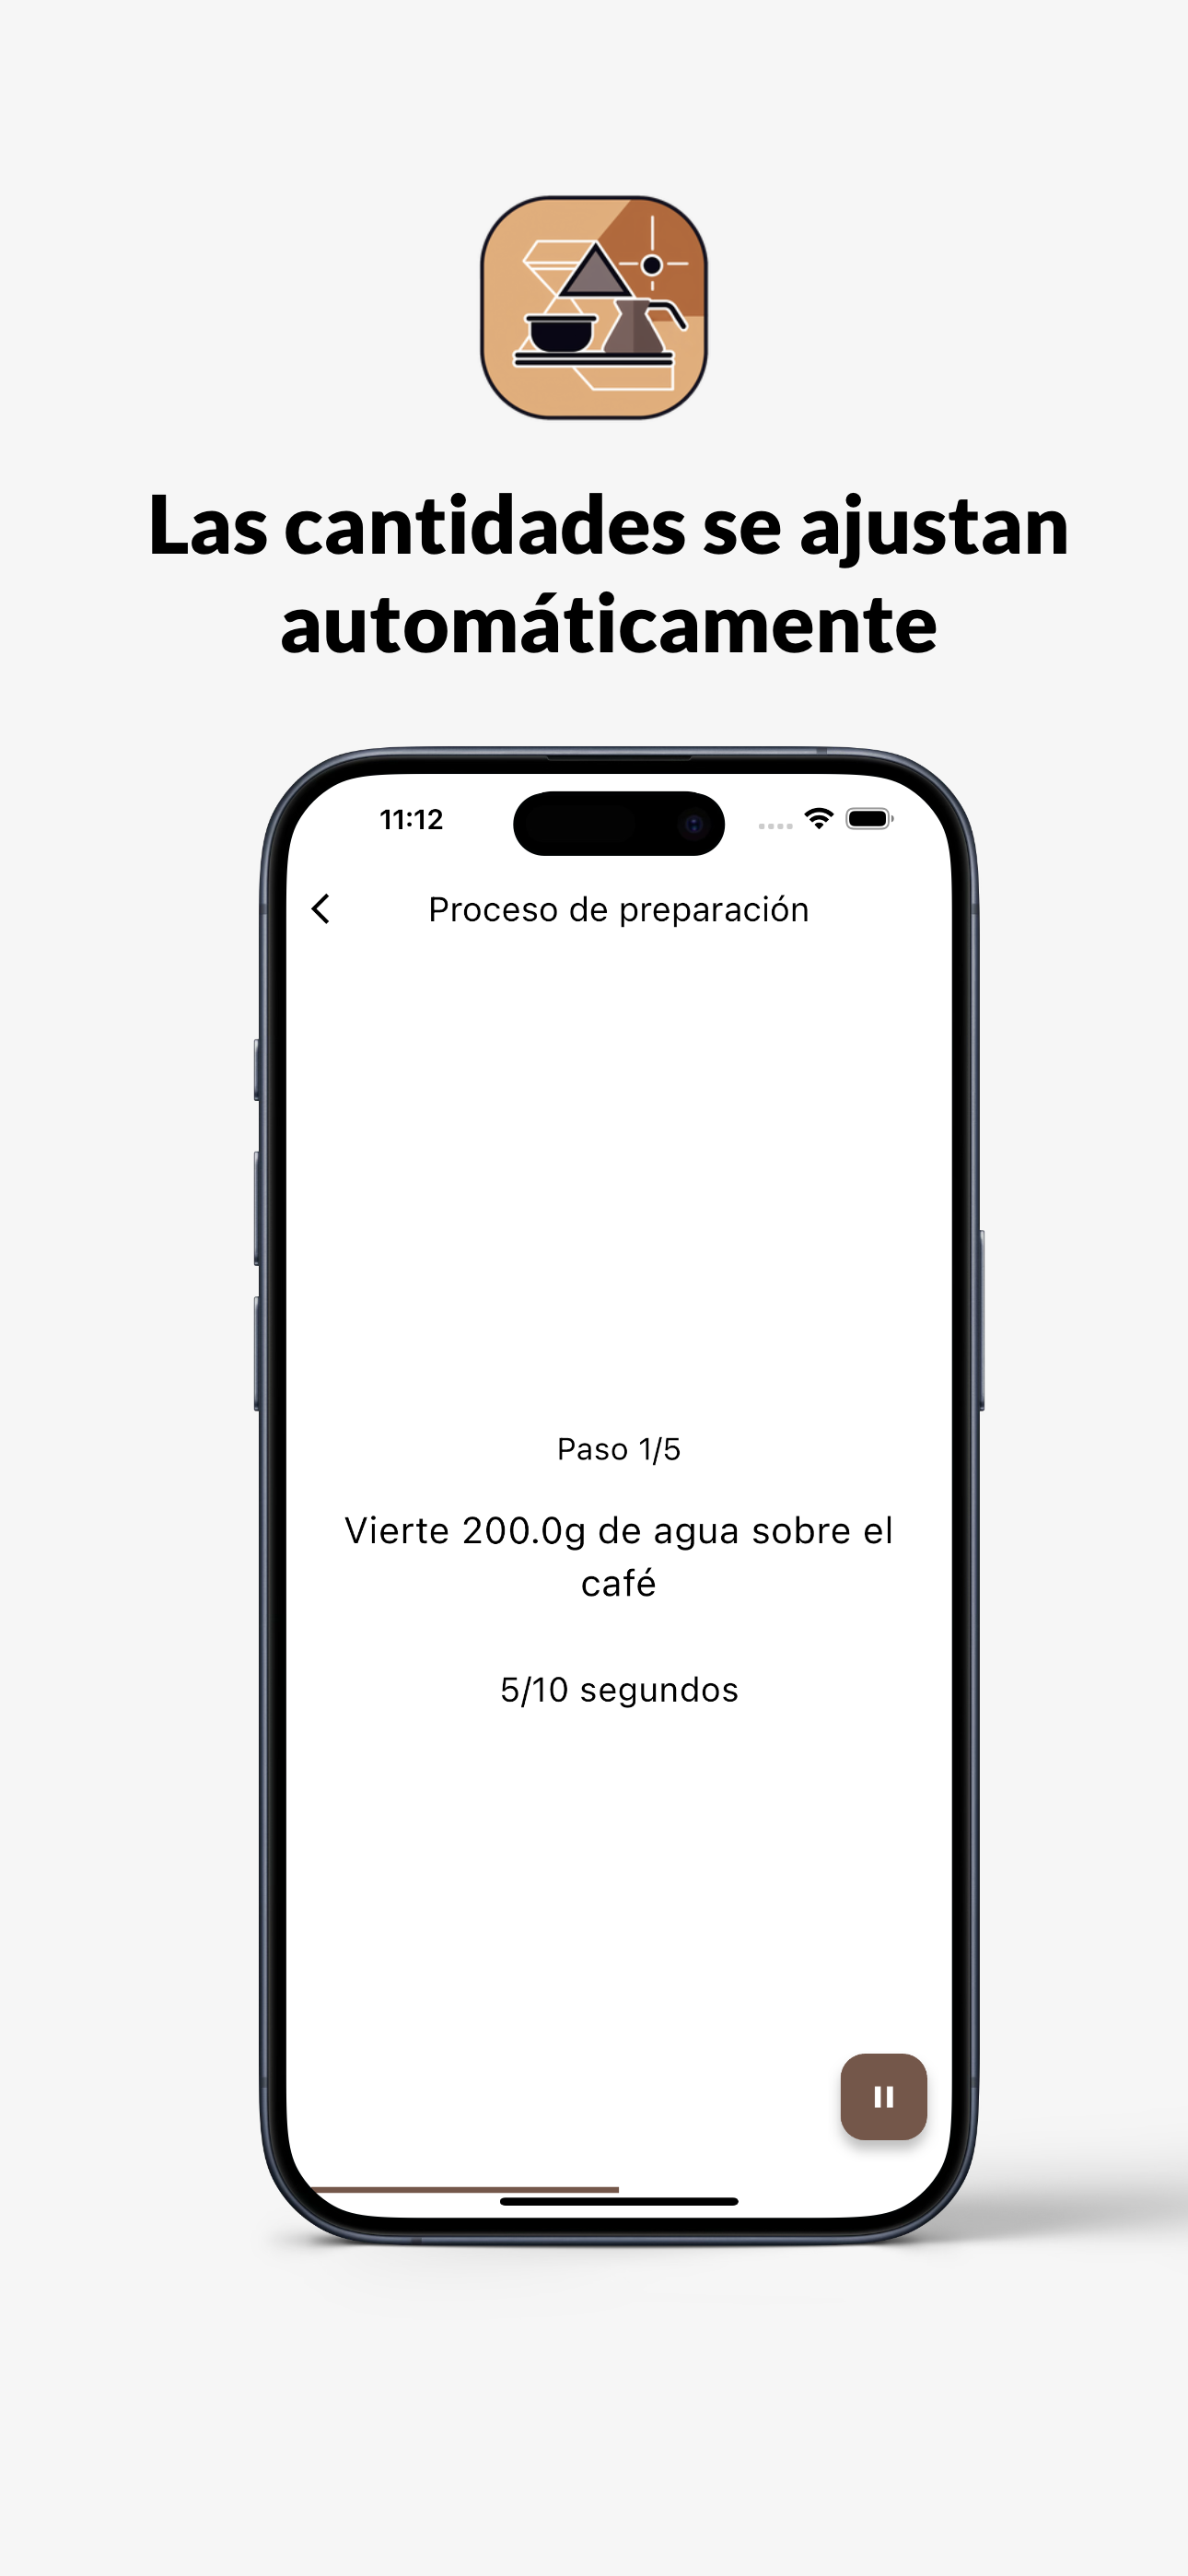 Las cantidades se ajustan
automáticamente
11:12
Proceso de preparación
Paso 1/5
Vierte 200.0g de agua sobre el
café
5/10 segundos